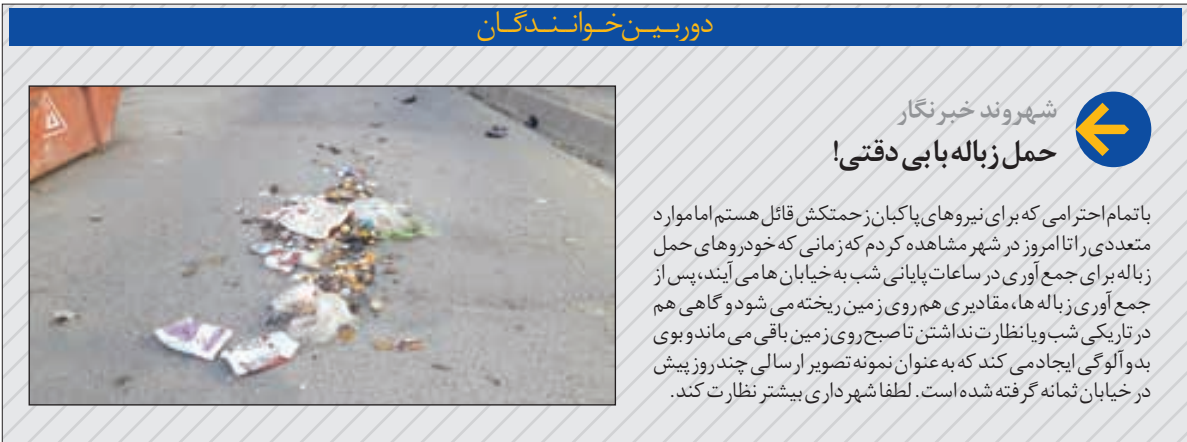 دوربین‌خوانندگان
شهروند خبرنگار
حمل زباله با بی دقتی!
با تمام احترامی که برای نیروهای پاکبان زحمتکش قائل هستم اما موارد
متعددی را تا امروز در شهر مشاهده کردم که زمانی که خودروهای حمل
زباله برای جمع آوری در ساعات پایانی شب به خیابان ها می آیند، پس از
جمع آوری زباله ها، مقادیری هم روی زمین ریخته می شود و گاهی هم
در تاریکی شب و یا نظارت نداشتن تا صبح روی زمین باقی می ماند و بوی
بد و آلوگی ایجاد می کند که به عنوان نمونه تصویر ارسالی چند روز پیش
در خیابان ثمانه گرفته شده است. لطفا شهرداری بیشتر نظارت کند.